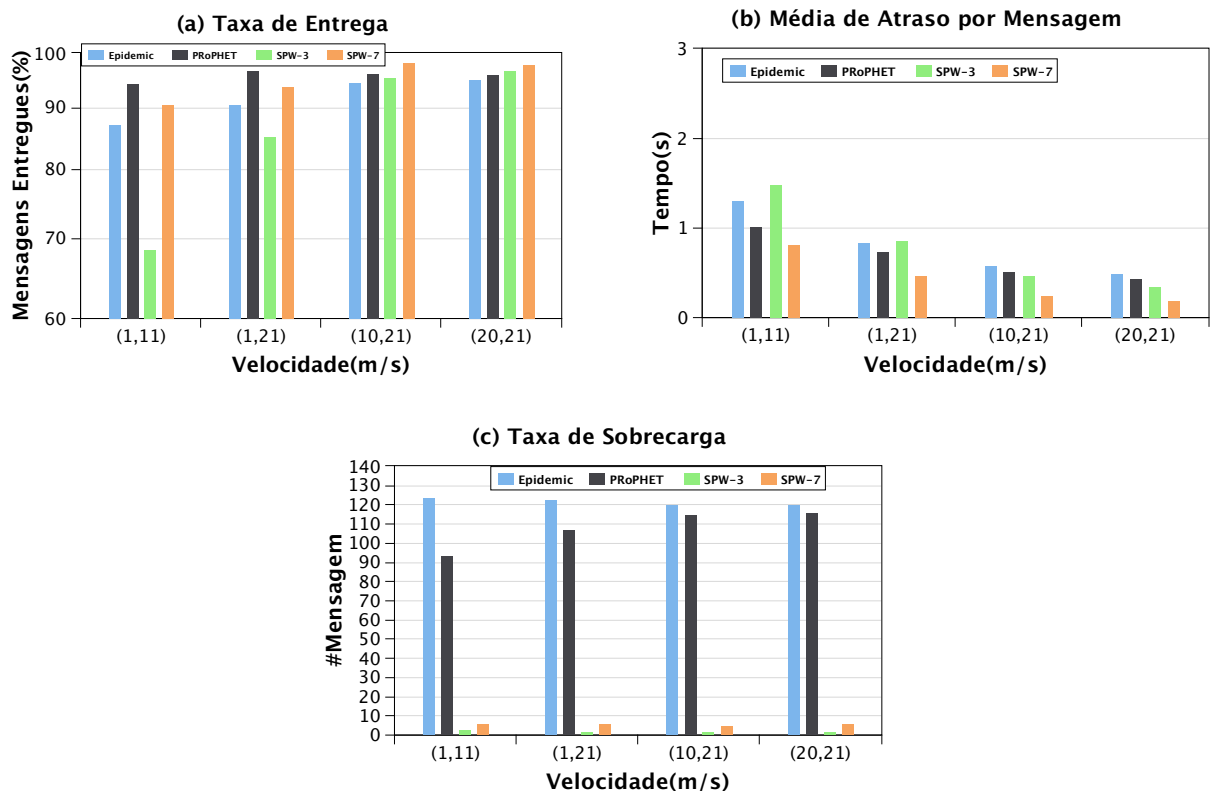 (a) Taxa de Entrega
Epidemic PRoPHET SPW-3 SPW-7
Mensagens Entregues(%)
100
90
80
70
60
(1,11) (1,21) (10,21) (20,21)
Velocidade(m/s)
(b) Média de Atraso por Mensagem
Epidemic PRoPHET SPW-3 SPW-7
Tempo(s)
3
2
1
0
(1,11) (1,21) (10,21) (20,21)
Velocidade(m/s)
(c) Taxa de Sobrecarga
Epidemic PRoPHET SPW-3 SPW-7
#Mensagem
140
130
120
110
100
90
80
70
60
50
40
30
20
10
0
(1,11) (1,21) (10,21) (20,21)
Velocidade(m/s)